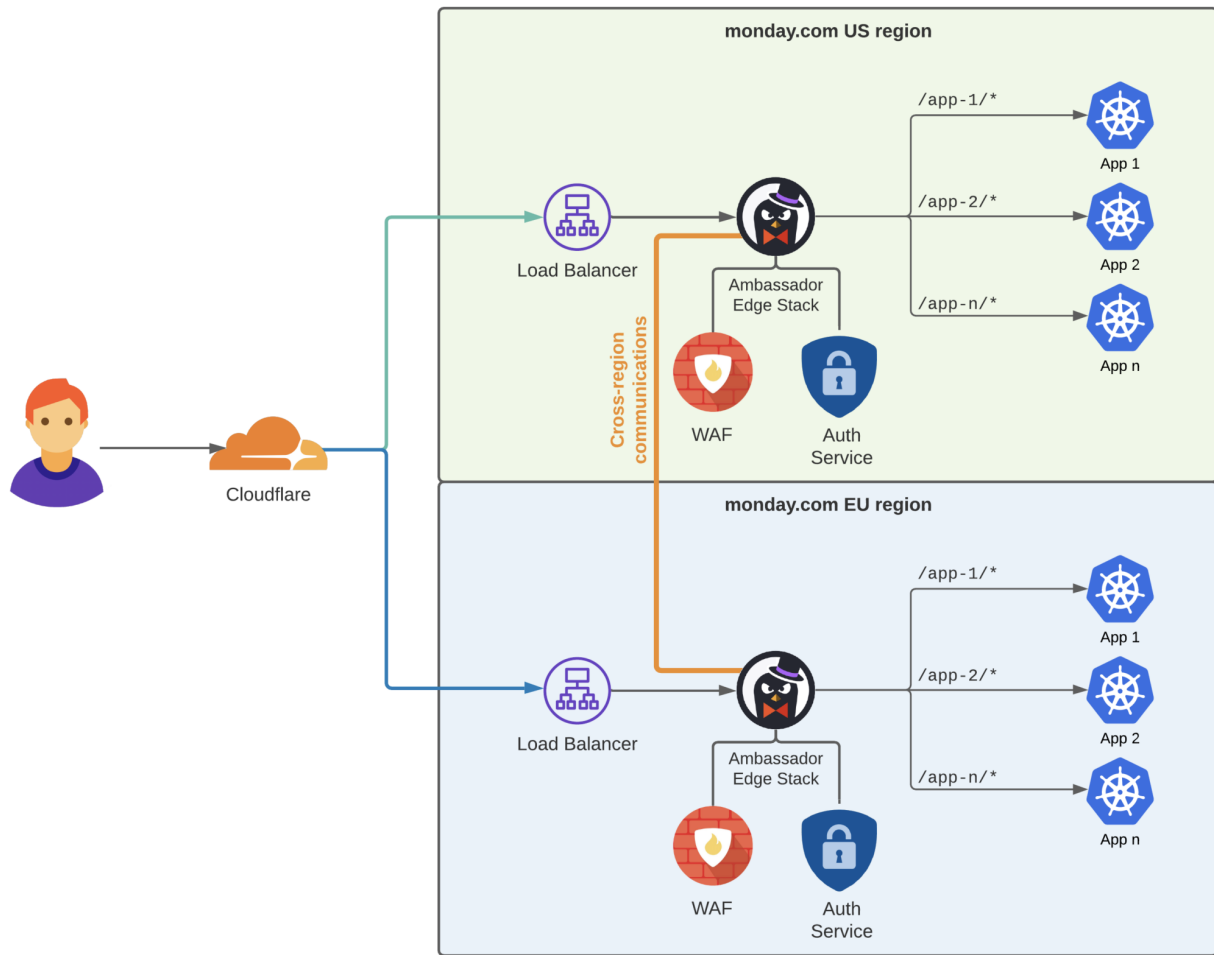 monday.com US region
/app-1/*
App 1
/app-2/*
App 2
/app-n/*
App n
Load Balancer
Ambassador
Edge Stack
WAF
Auth
Service
Cross-region
communications
Cloudflare
monday.com EU region
/app-1/*
App 1
/app-2/*
App 2
/app-n/*
App n
Load Balancer
Ambassador
Edge Stack
WAF
Auth
Service